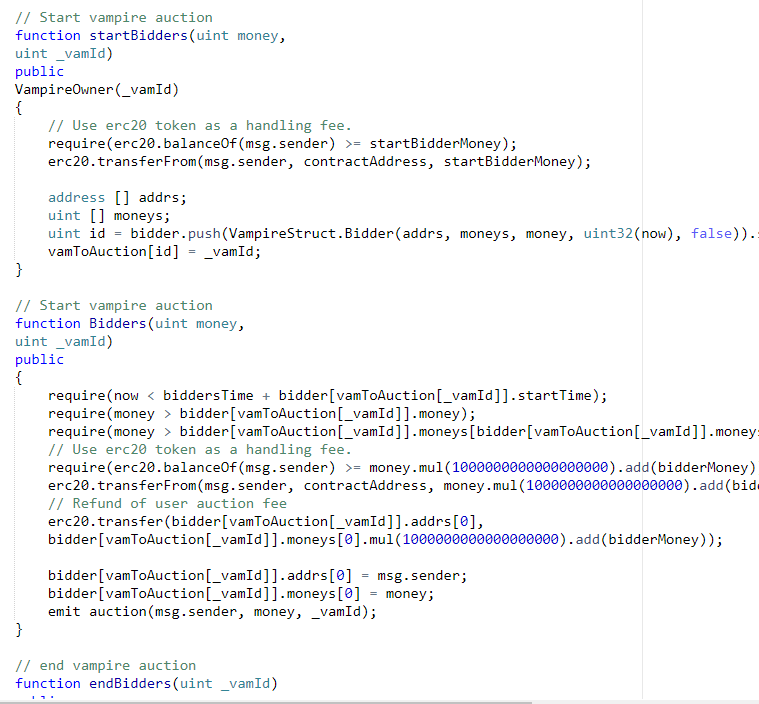 // Start vampire auction
function startBidders(uint money,
uint _vamId)
public
VampireOwner(_vamId)
{
    // Use erc20 token as a handling fee.
    require(erc20.balanceOf(msg.sender) >= startBidderMoney);
    erc20.transferFrom(msg.sender, contractAddress, startBidderMoney);
    address [] addrs;
    uint [] moneys;
    uint id = bidder.push(VampireStruct.Bidder(addrs, moneys, money, uint32(now), false)).
    vamToAuction[id] = _vamId;
}
// Start vampire auction
function Bidders(uint money,
uint _vamId)
public
{
    require(now < biddersTime + bidder[vamToAuction[_vamId]].startTime);
    require(money > bidder[vamToAuction[_vamId]].money);
    require(money > bidder[vamToAuction[_vamId]].moneys[bidder[vamToAuction[_vamId]].money
    // Use erc20 token as a handling fee.
    require(erc20.balanceOf(msg.sender) >= money.mul(1000000000000000000).add(bidderMoney)
    erc20.transferFrom(msg.sender, contractAddress, money.mul(1000000000000000000).add(bid
    // Refund of user auction fee
    erc20.transfer(bidder[vamToAuction[_vamId]].addrs[0],
    bidder[vamToAuction[_vamId]].moneys[0].mul(1000000000000000000).add(bidderMoney));
    bidder[vamToAuction[_vamId]].addrs[0] = msg.sender;
    bidder[vamToAuction[_vamId]].moneys[0] = money;
    emit auction(msg.sender, money, _vamId);
}
// end vampire auction
function endBidders(uint _vamId)